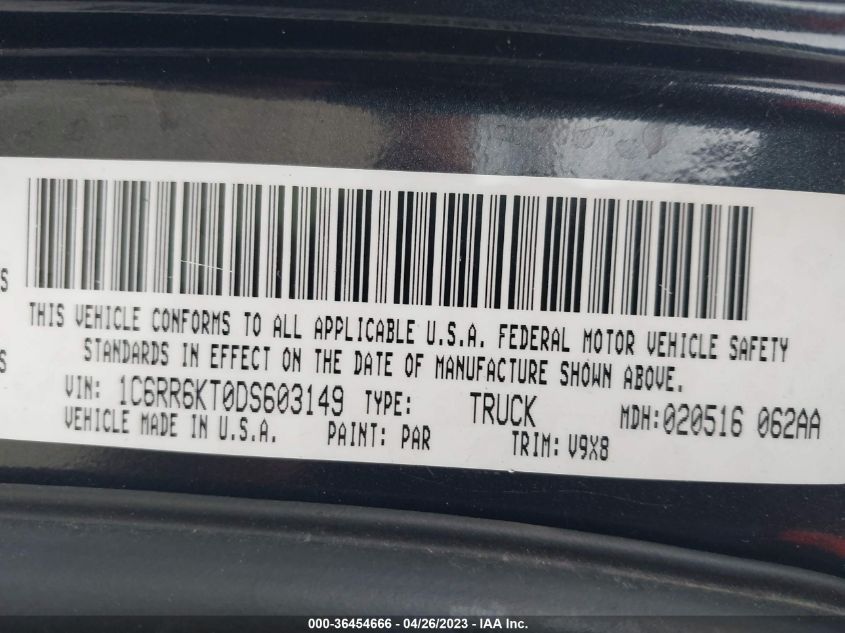 S
THIS VEHICLE CONFORMS TO ALL APPLICABLE U.S.A. FEDERAL MOTOR VEHICLE SAFETY
S
STANDARDS IN EFFECT ON THE DATE OF MANUFACTURE SHOWN ABOVE.
VIN: 1C6RR6KT0DS603149 TYPE: TRUCK MDH:020516 062AA
VEHICLE MADE IN U.S.A. PAINT: PAR TRIM: V9X8
000-36454666 - 04/26/2023 - IAA Inc.